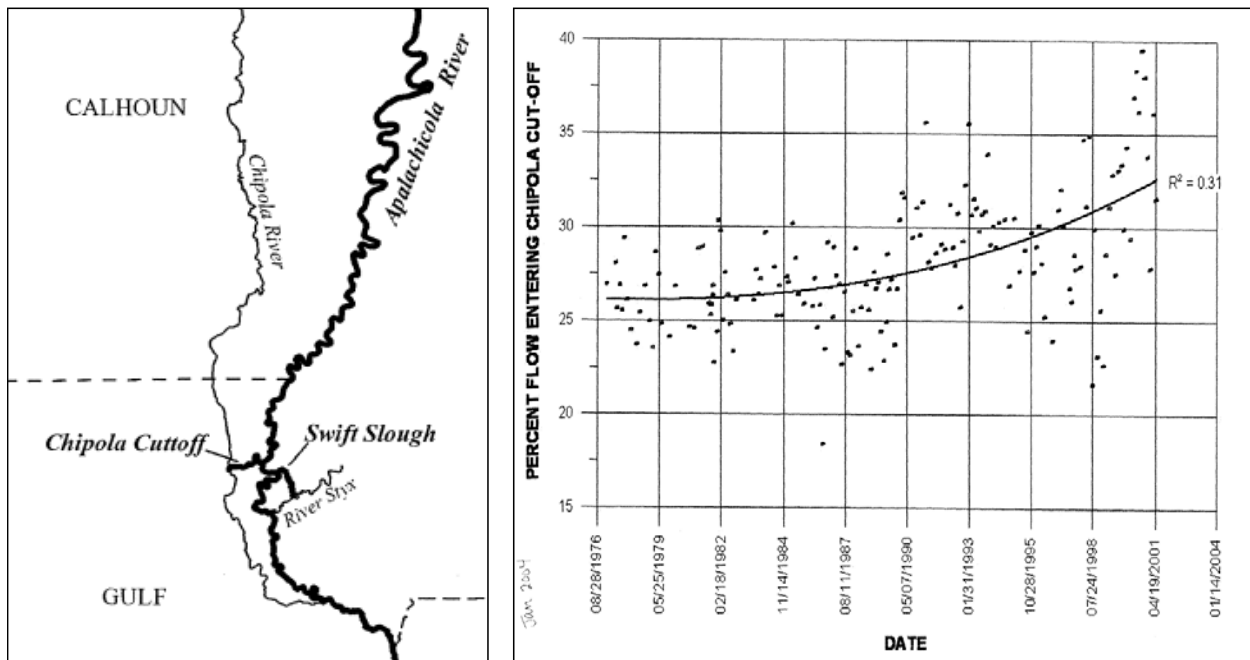 CALHOUN
Chipola River
Apalachicola River
Chipola Cuttoff
Swift Slough
River Styx
GULF
PERCENT FLOW ENTERING CHIPOLA CUT-OFF
40
35
30
25
20
15
R² = 0.31
08/28/1976
05/25/1979
02/18/1982
11/14/1984
08/11/1987
05/07/1990
01/31/1993
10/28/1995
07/24/1998
04/19/2001
01/14/2004
DATE
Jan 2004